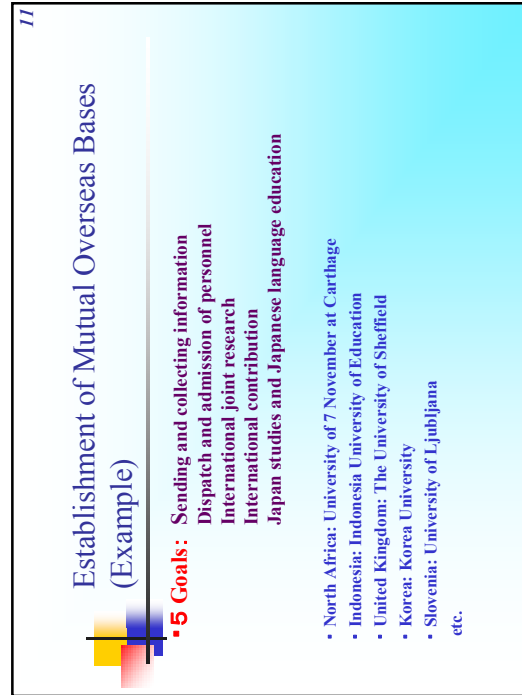 11
Establishment of Mutual Overseas Bases
(Example)
▪5 Goals: Sending and collecting information
Dispatch and admission of personnel
International joint research
International contribution
Japan studies and Japanese language education
▪ North Africa: University of 7 November at Carthage
▪ Indonesia: Indonesia University of Education
▪ United Kingdom: The University of Sheffield
▪ Korea: Korea University
▪ Slovenia: University of Ljubljana
etc.